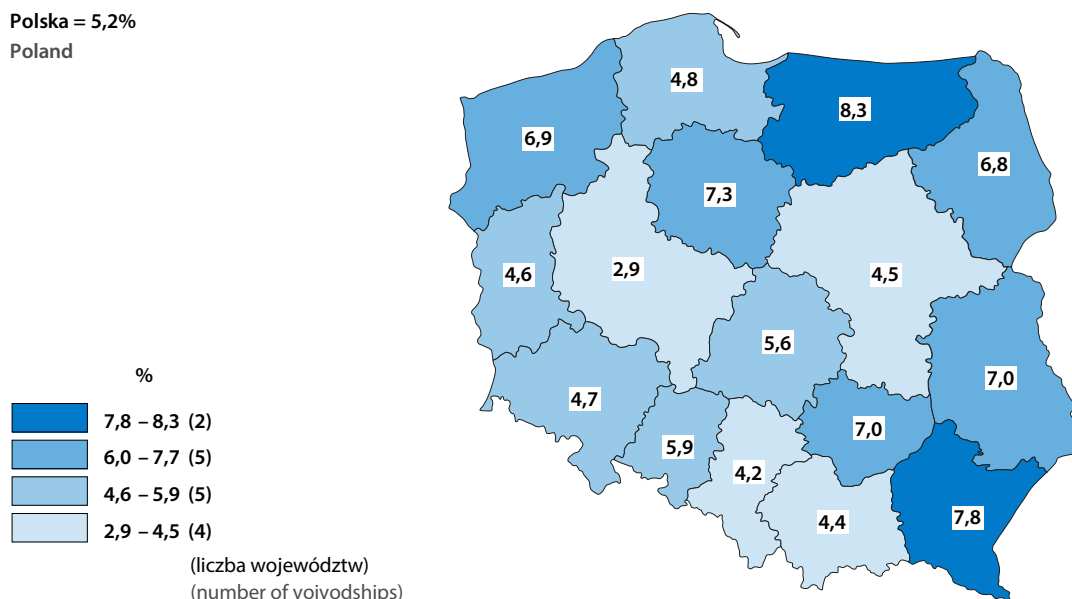 Polska = 5,2%
Poland
4,8
8,3
6,9
6,8
7,3
4,6
2,9
4,5
5,6
7,0
4,7
7,0
5,9
4,2
4,4
7,8
%
7,8 – 8,3 (2)
6,0 – 7,7 (5)
4,6 – 5,9 (5)
2,9 – 4,5 (4)
(liczba województw)
(number of voivodships)